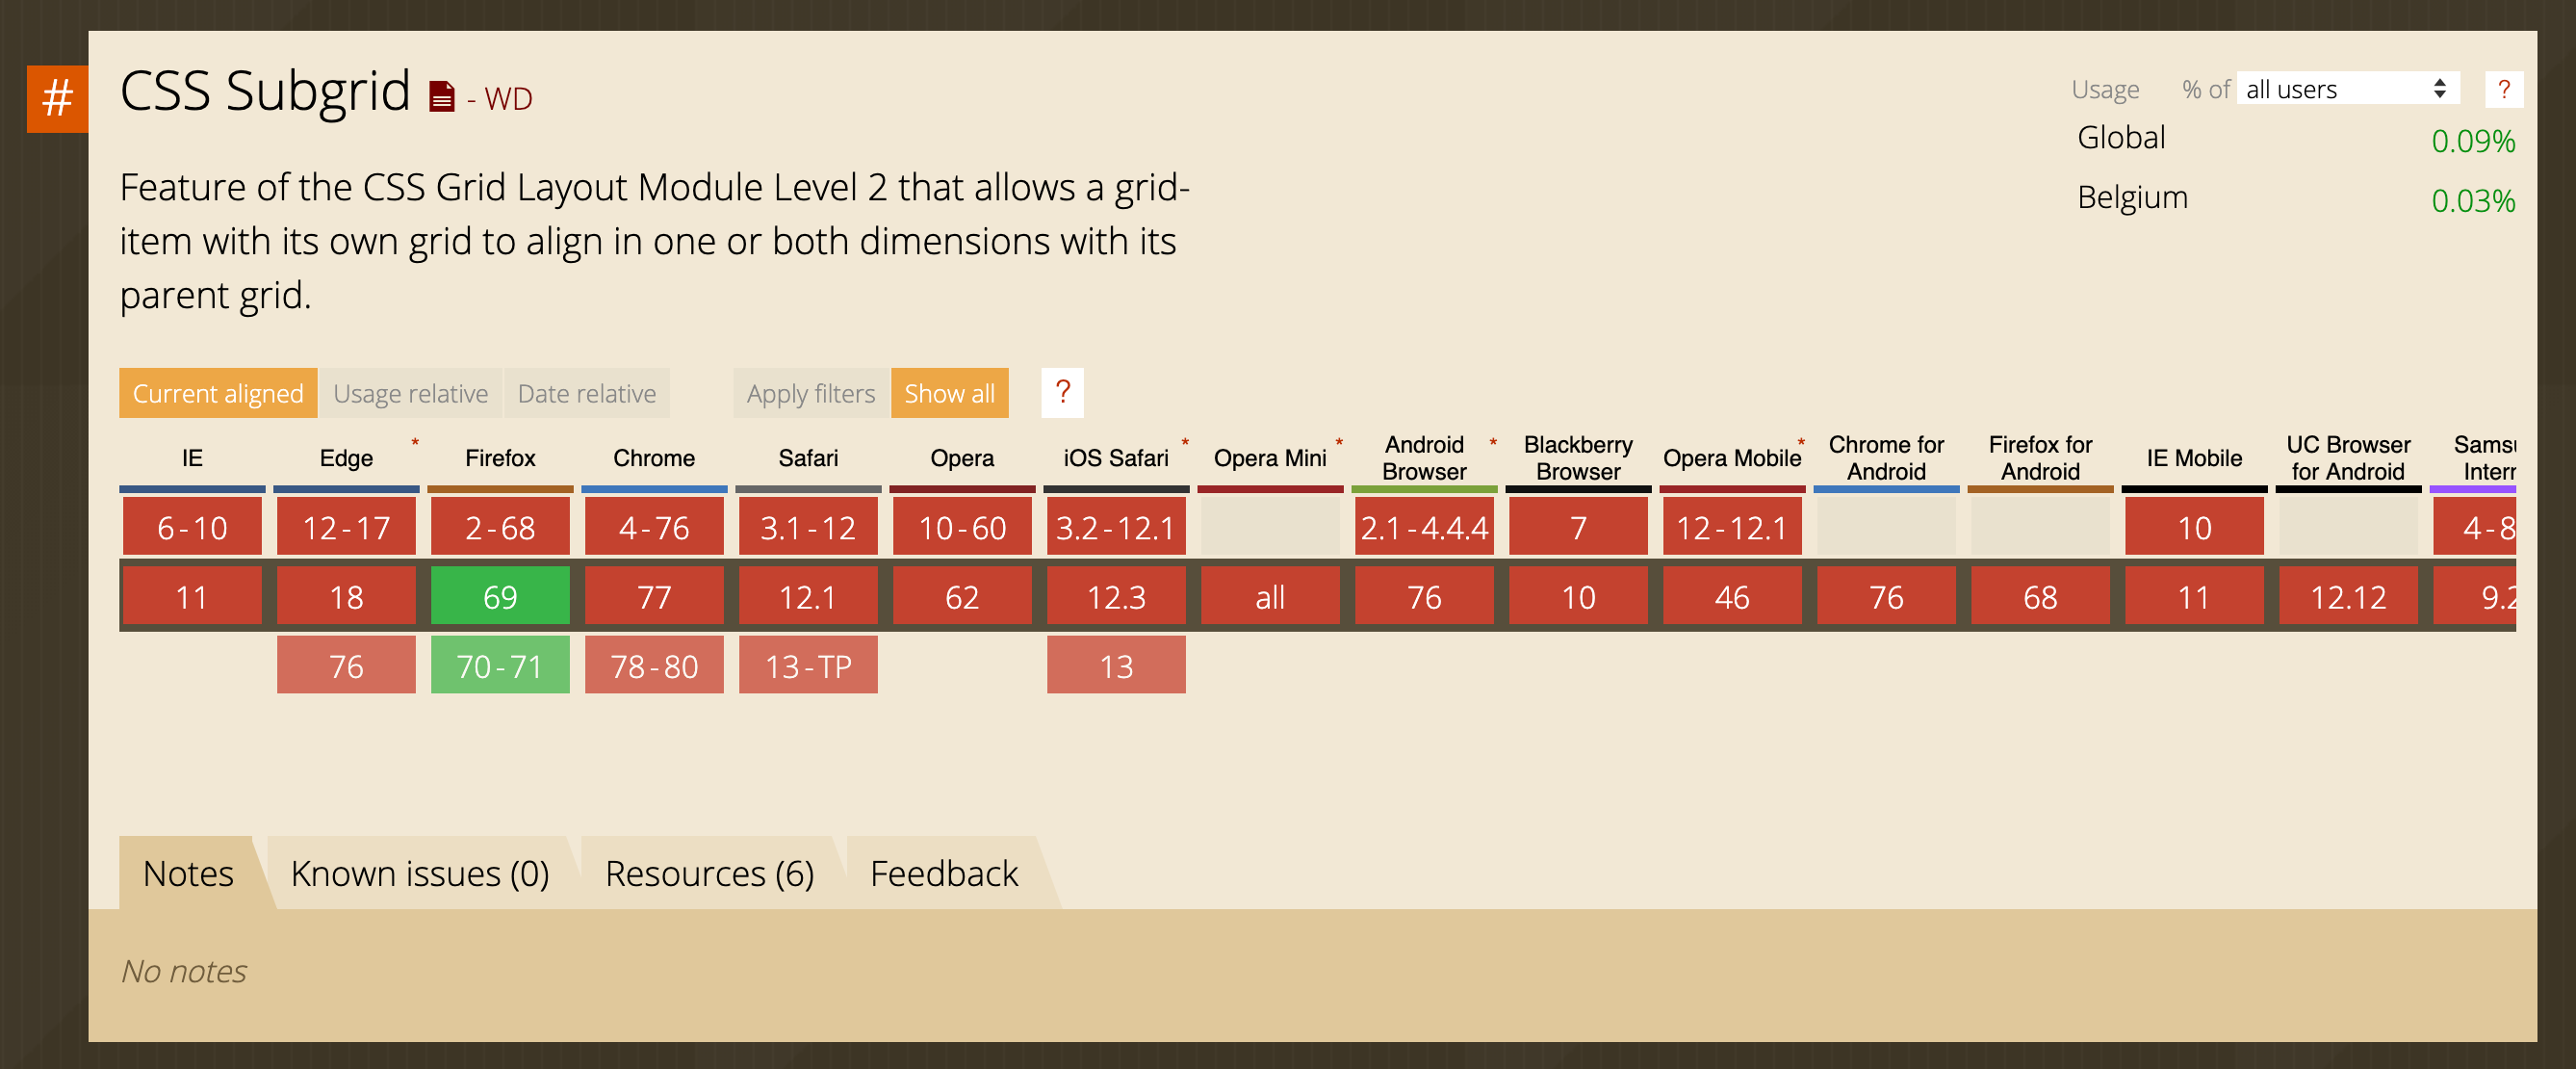 #
CSS Subgrid - WD
Usage % of all users ?
Global 0.09%
Belgium 0.03%
Feature of the CSS Grid Layout Module Level 2 that allows a grid-
item with its own grid to align in one or both dimensions with its
parent grid.
Current aligned Usage relative Date relative Apply filters Show all ?
IE Edge * Firefox Chrome Safari Opera iOS Safari * Opera Mini * Android Browser * Blackberry Browser Opera Mobile * Chrome for Android Firefox for Android IE Mobile UC Browser for Android
6-10 12-17 2-68 4-76 3.1-12 10-60 3.2-12.1 2.1-4.4.4 7 12-12.1 10 4-8
11 18 69 77 12.1 62 12.3 all 76 10 46 76 68 11 12.12 9.2
76 70-71 78-80 13-TP 13
Notes Known issues (0) Resources (6) Feedback
No notes